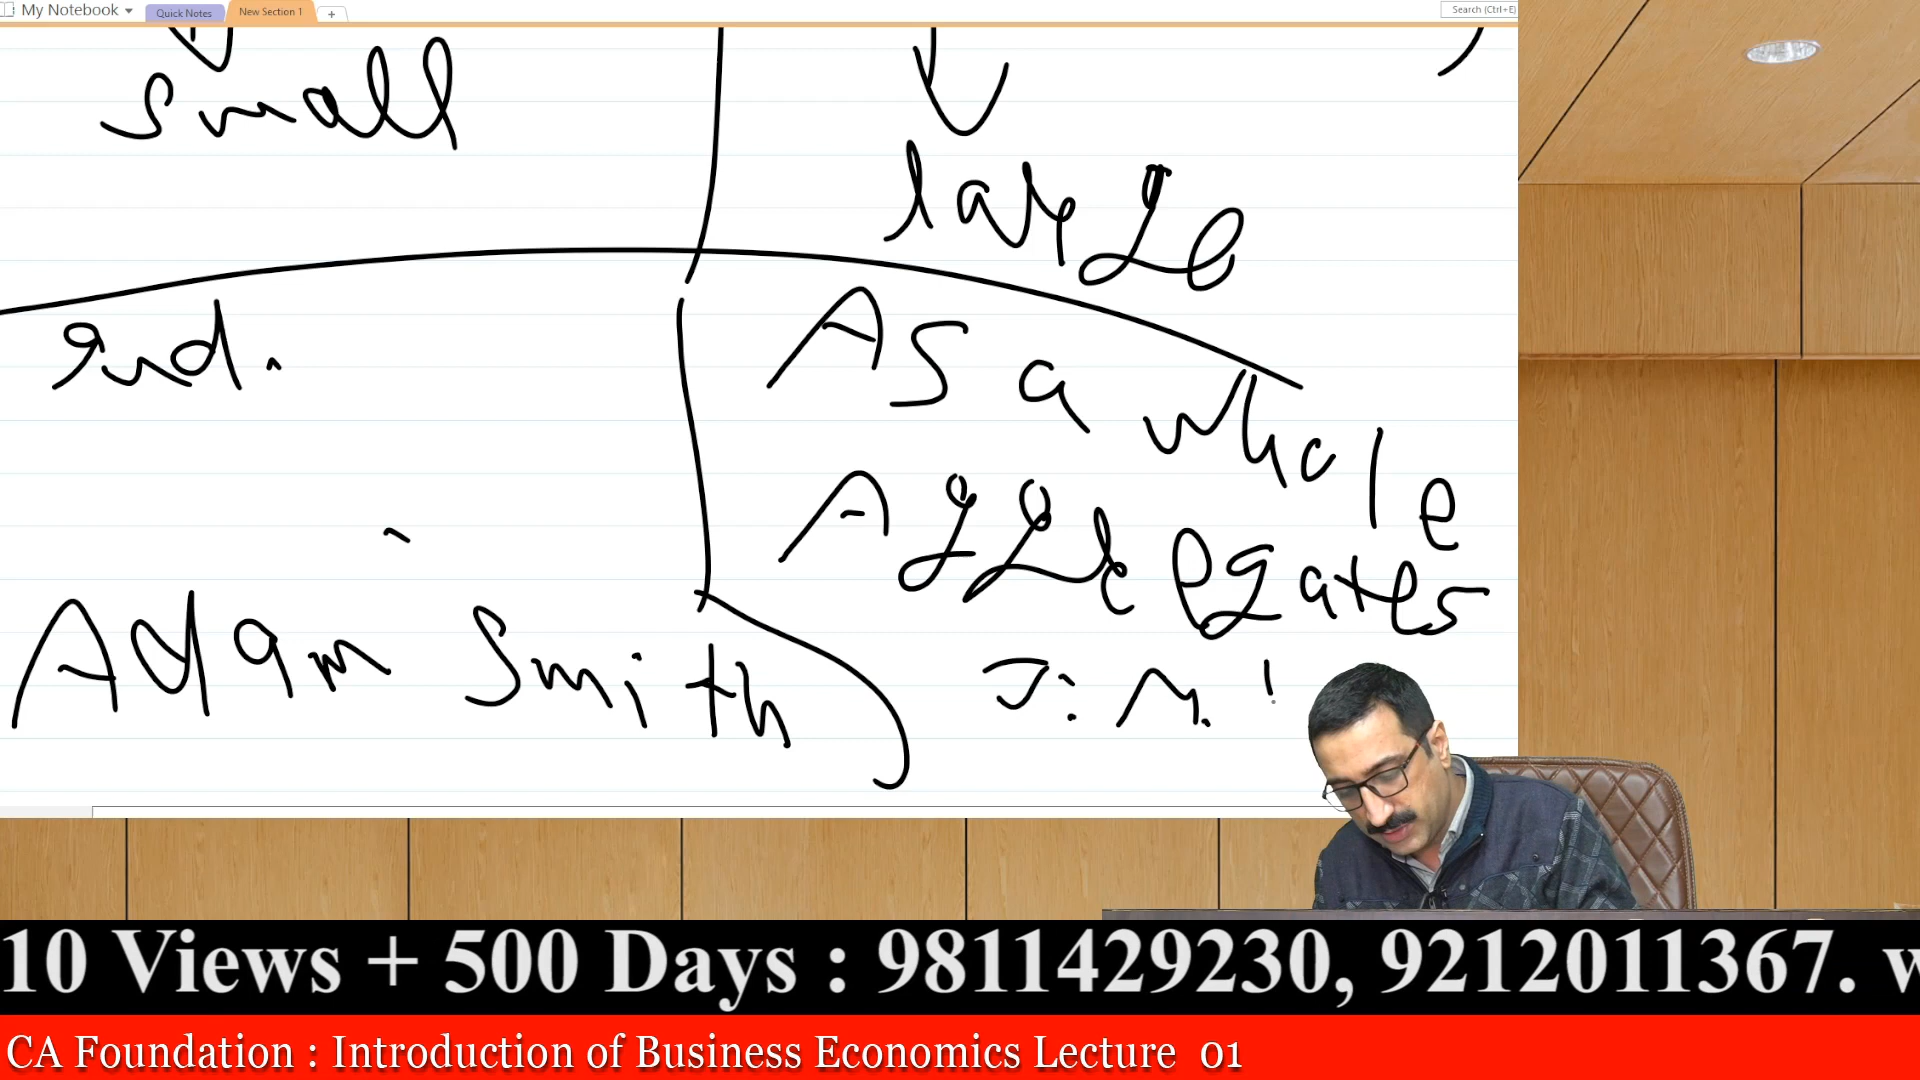 My Notebook Quick Notes New Section 1 + Search (Ctrl+E)
small
large
Ind.
As a whole
Aggregates
Adam Smith
J. M.
10 Views + 500 Days : 9811429230, 9212011367. w
CA Foundation : Introduction of Business Economics Lecture 01